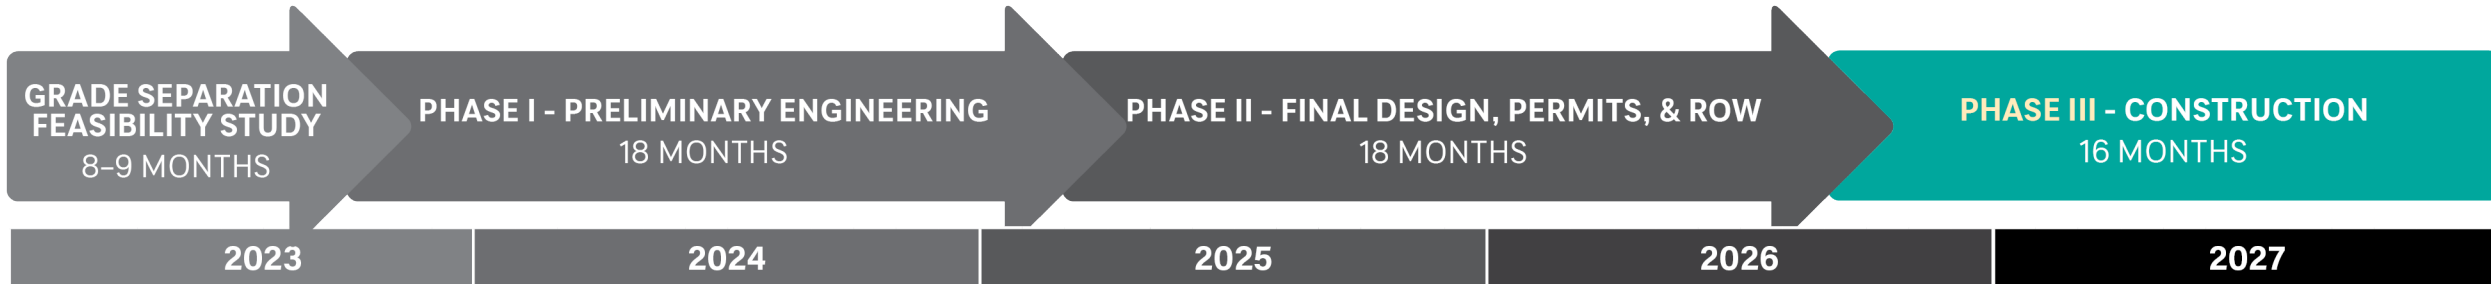 GRADE SEPARATION
FEASIBILITY STUDY
8–9 MONTHS
PHASE I - PRELIMINARY ENGINEERING
18 MONTHS
PHASE II - FINAL DESIGN, PERMITS, & ROW
18 MONTHS
PHASE III - CONSTRUCTION
16 MONTHS
2023
2024
2025
2026
2027